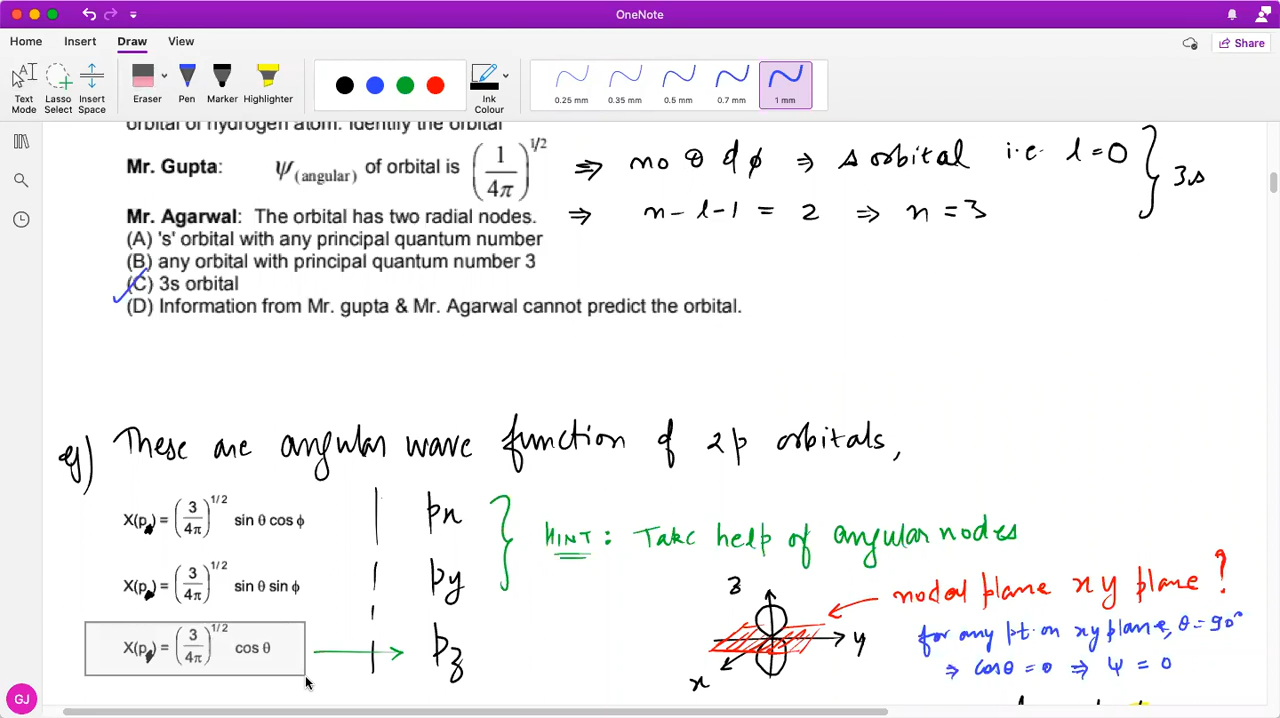 OneNote
Home Insert Draw View
Share
Text Mode
Lasso Select
Insert Space
Eraser
Pen
Marker
Highlighter
Ink Colour
0.25 mm
0.35 mm
0.5 mm
0.7 mm
1 mm
orbital of hydrogen atom. Identify the orbital
Mr. Gupta: ψ(angular) of orbital is (1/4π)^1/2 ⇒ no θ d ϕ ⇒ s orbital i.e. l = 0 } 3s
Mr. Agarwal: The orbital has two radial nodes. ⇒ n - l - 1 = 2 ⇒ n = 3
(A) 's' orbital with any principal quantum number
(B) any orbital with principal quantum number 3
(C) 3s orbital
(D) Information from Mr. gupta & Mr. Agarwal cannot predict the orbital.
eg) These are angular wave function of 2p orbitals,
X(p) = (3/4π)^1/2 sin θ cos ϕ | px
X(p) = (3/4π)^1/2 sin θ sin ϕ | py
X(p) = (3/4π)^1/2 cos θ → pz
HINT : Take help of angular nodes
z
y
x
nodal plane xy plane ?
for any pt. on xy plane, θ = 90°
⇒ cosθ = 0 ⇒ ψ = 0
GJ